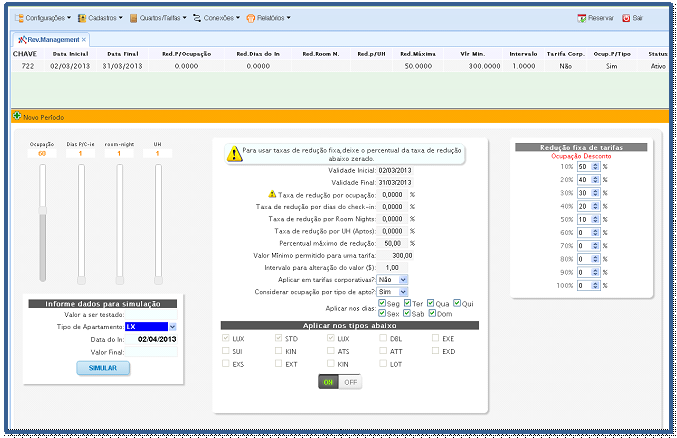 Configurações Cadastros Quartos/Tarifas Conexões Relatórios Reservar Sair
Rev.Management ×
CHAVE Data Inicial Data Final Red.P/Ocupação Red.Dias do In Red.Room N. Red.p/UH Red.Máxima Vlr Min. Intervalo Tarifa Corp. Ocup.P/Tipo Status
722 02/03/2013 31/03/2013 0.0000 0.0000 50.0000 300.0000 1.0000 Não Sim Ativo
Novo Período
Ocupação Dias P/C-in room-night UH
60 1 1 1
Informe dados para simulação
Valor a ser testado:
Tipo de Apartamento: LX
Data do In: 02/04/2013
Valor Final:
SIMULAR
Para usar taxas de redução fixa,deixe o percentual da taxa de redução
abaixo zerado.
Validade Inicial: 02/03/2013
Validade Final: 31/03/2013
Taxa de redução por ocupação: 0,0000 %
Taxa de redução por dias do check-in: 0,0000 %
Taxa de redução por Room Nights: 0,0000 %
Taxa de redução por UH (Aptos): 0,0000 %
Percentual máximo de redução: 50,00 %
Valor Mínimo permitido para uma tarifa: 300,00
Intervalo para alteração do valor ($): 1,00
Aplicar em tarifas corporativas?: Não
Considerar ocupação por tipo de apto?: Sim
Aplicar nos dias: Seg Ter Qua Qui
Sex Sab Dom
Aplicar nos tipos abaixo
LUX STD LUX DBL EXE
SUI KIN ATS ATT EXD
EXS EXT KIN LOT
ON OFF
Redução fixa de tarifas
Ocupação Desconto
10% 50 %
20% 40 %
30% 30 %
40% 20 %
50% 10 %
60% 0 %
70% 0 %
80% 0 %
90% 0 %
100% 0 %